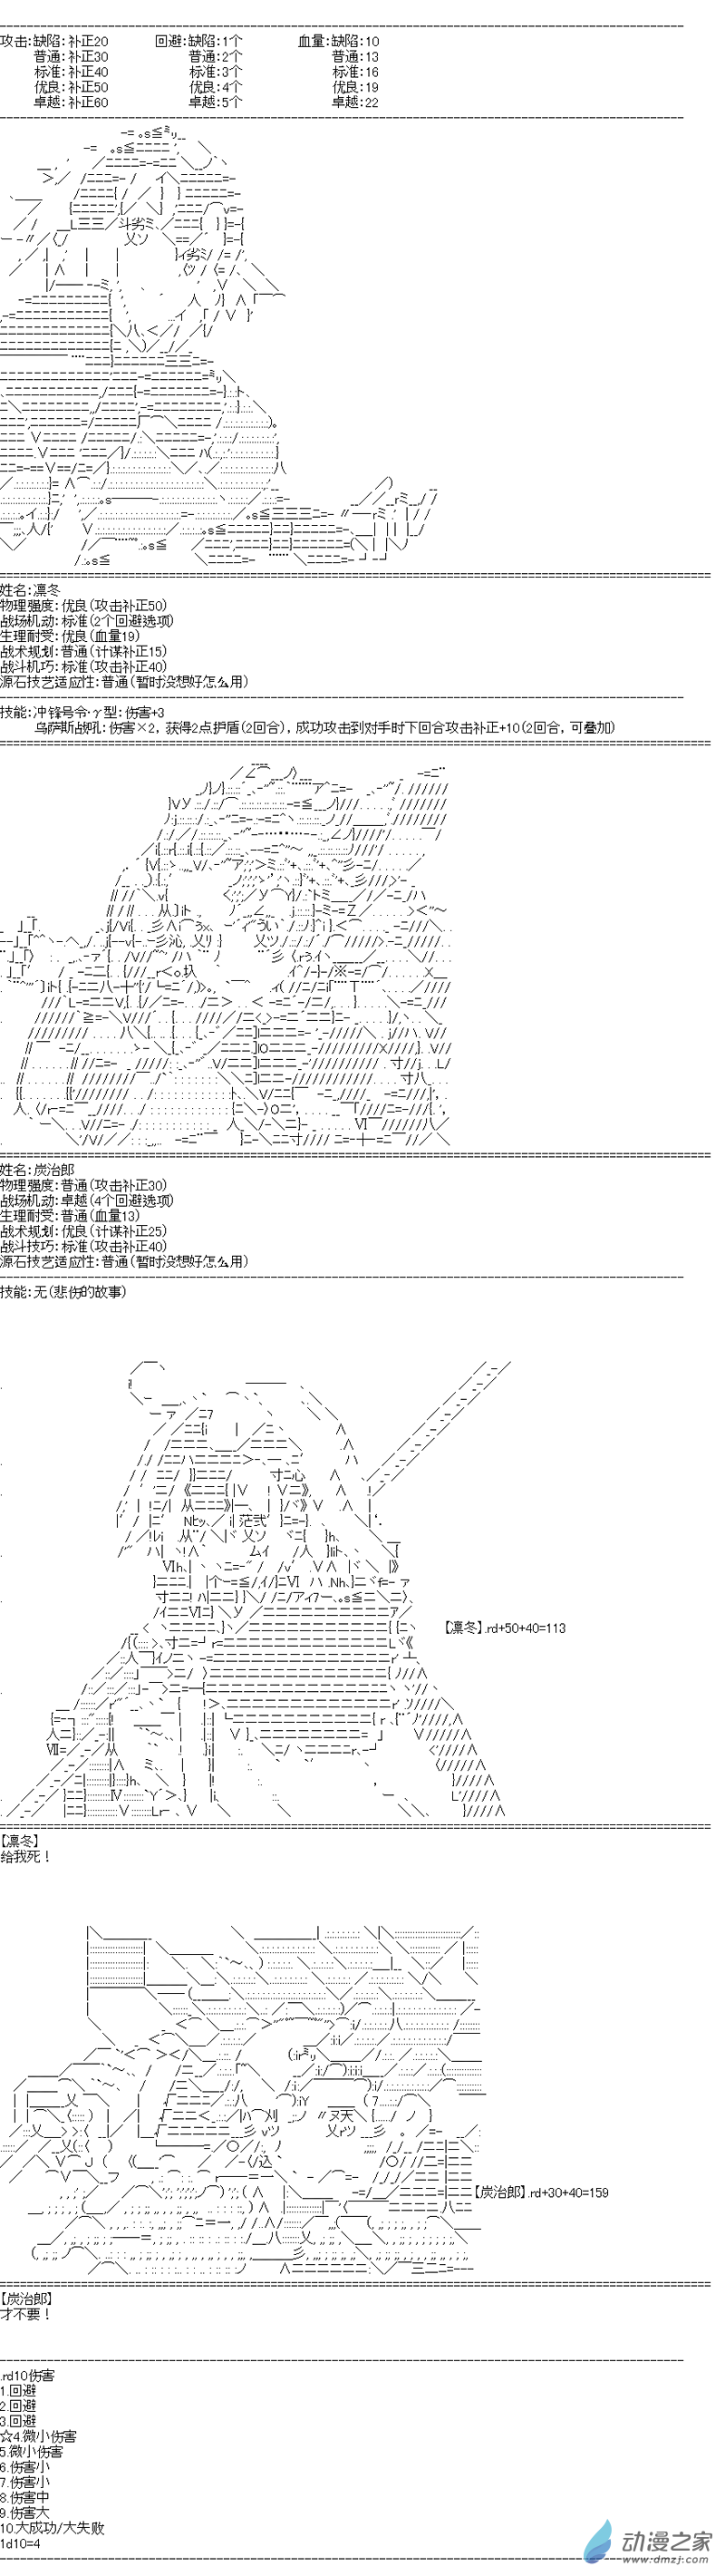 攻击:缺陷:补正20 回避:缺陷:1个 血量:缺陷:10
普通:补正30 普通:2个 普通:13
标准:补正40 标准:3个 标准:16
优良:补正50 优良:4个 优良:19
卓越:补正60 卓越:5个 卓越:22
姓名:凛冬
物理强度:优良(攻击补正50)
战场机动:标准(2个回避选项)
生理耐受:优良(血量19)
战术规划:普通(计谋补正15)
战斗机巧:标准(攻击补正40)
源石技艺适应性:普通(暂时没想好怎么用)
技能:冲锋号令·γ型:伤害+3
乌萨斯战吼:伤害×2,获得2点护盾(2回合),成功攻击到对手时下回合攻击补正+10(2回合,可叠加)
姓名:炭治郎
物理强度:普通(攻击补正30)
战场机动:卓越(4个回避选项)
生理耐受:普通(血量13)
战术规划:优良(计谋补正25)
战斗技巧:标准(攻击补正40)
源石技艺适应性:普通(暂时没想好怎么用)
技能:无(悲伤的故事)
【凛冬】.rd+50+40=113
【凛冬】
给我死!
【炭治郎】.rd+30+40=159
【炭治郎】
才不要!
.rd10伤害
1.回避
2.回避
3.回避
☆4.微小伤害
5.微小伤害
6.伤害小
7.伤害小
8.伤害中
9.伤害大
10.大成功/大失败
1d10=4
动漫之家
www.dmzj.com